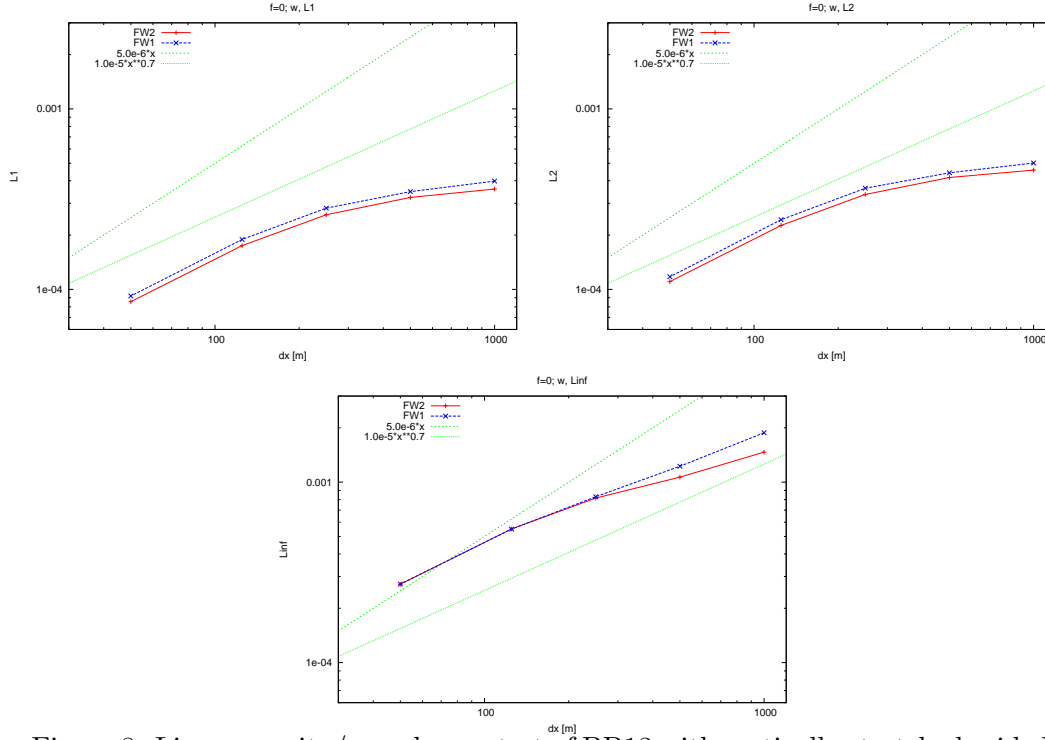 f=0; w, L1
FW2
FW1
5.0e-6*x
1.0e-5*x**0.7
0.001
1e-04
L1
100
1000
dx [m]
f=0; w, L2
FW2
FW1
5.0e-6*x
1.0e-5*x**0.7
0.001
1e-04
L2
100
1000
dx [m]
f=0; w, Linf
FW2
FW1
5.0e-6*x
1.0e-5*x**0.7
0.001
1e-04
Linf
100
1000
dx [m]